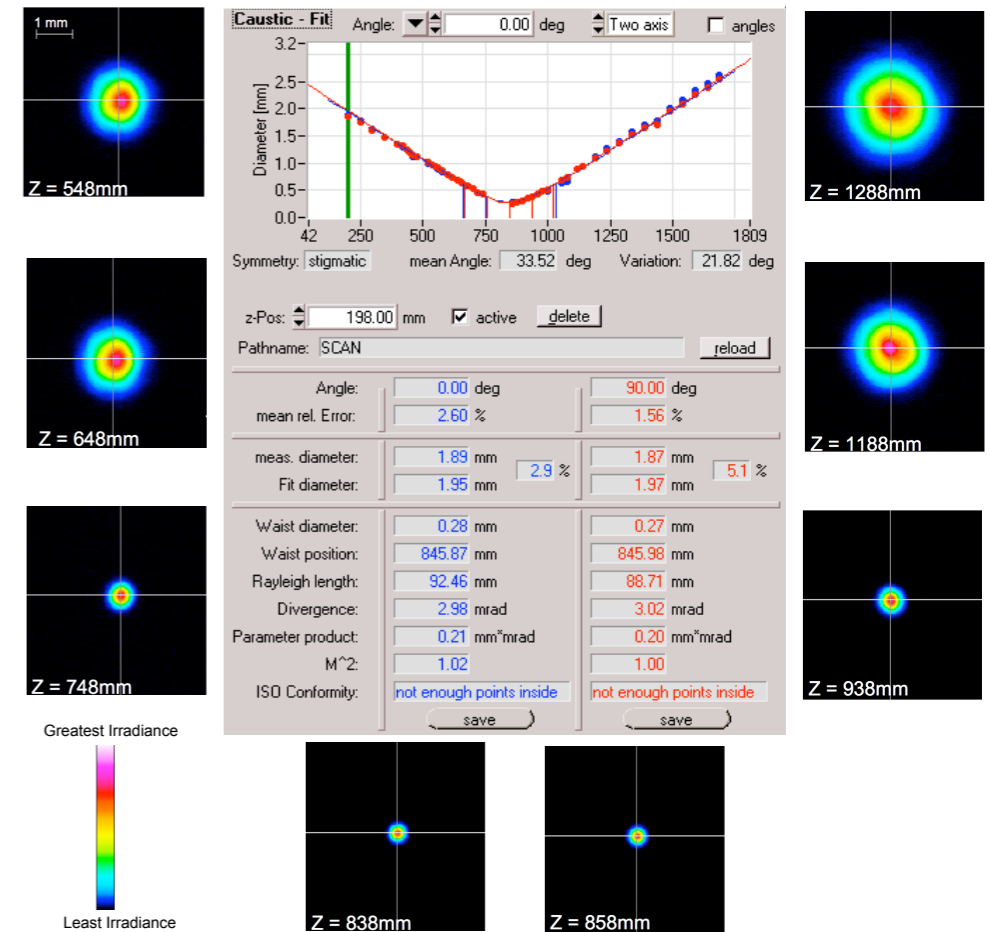 1 mm
Z = 548mm
Z = 648mm
Z = 748mm
Greatest Irradiance
Least Irradiance
Caustic - Fit Angle: 0.00 deg Two axis angles
Diameter [mm]
3.2
2.5
2.0
1.5
1.0
0.5
0.0
42 250 500 750 1000 1250 1500 1809
Symmetry: stigmatic mean Angle: 33.52 deg Variation: 21.82 deg
z-Pos: 198.00 mm active delete
Pathname: SCAN reload
Angle: 0.00 deg 90.00 deg
mean rel. Error: 2.60 % 1.56 %
meas. diameter: 1.89 mm 1.87 mm
2.9 % 5.1 %
Fit diameter: 1.95 mm 1.97 mm
Waist diameter: 0.28 mm 0.27 mm
Waist position: 845.87 mm 845.98 mm
Rayleigh length: 92.46 mm 88.71 mm
Divergence: 2.98 mrad 3.02 mrad
Parameter product: 0.21 mm*mrad 0.20 mm*mrad
M^2: 1.02 1.00
ISO Conformity: not enough points inside not enough points inside
save save
Z = 1288mm
Z = 1188mm
Z = 938mm
Z = 838mm
Z = 858mm